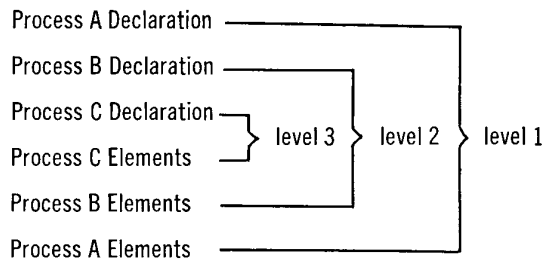 Process A Declaration
Process B Declaration
Process C Declaration
level 3
level 2
level 1
Process C Elements
Process B Elements
Process A Elements